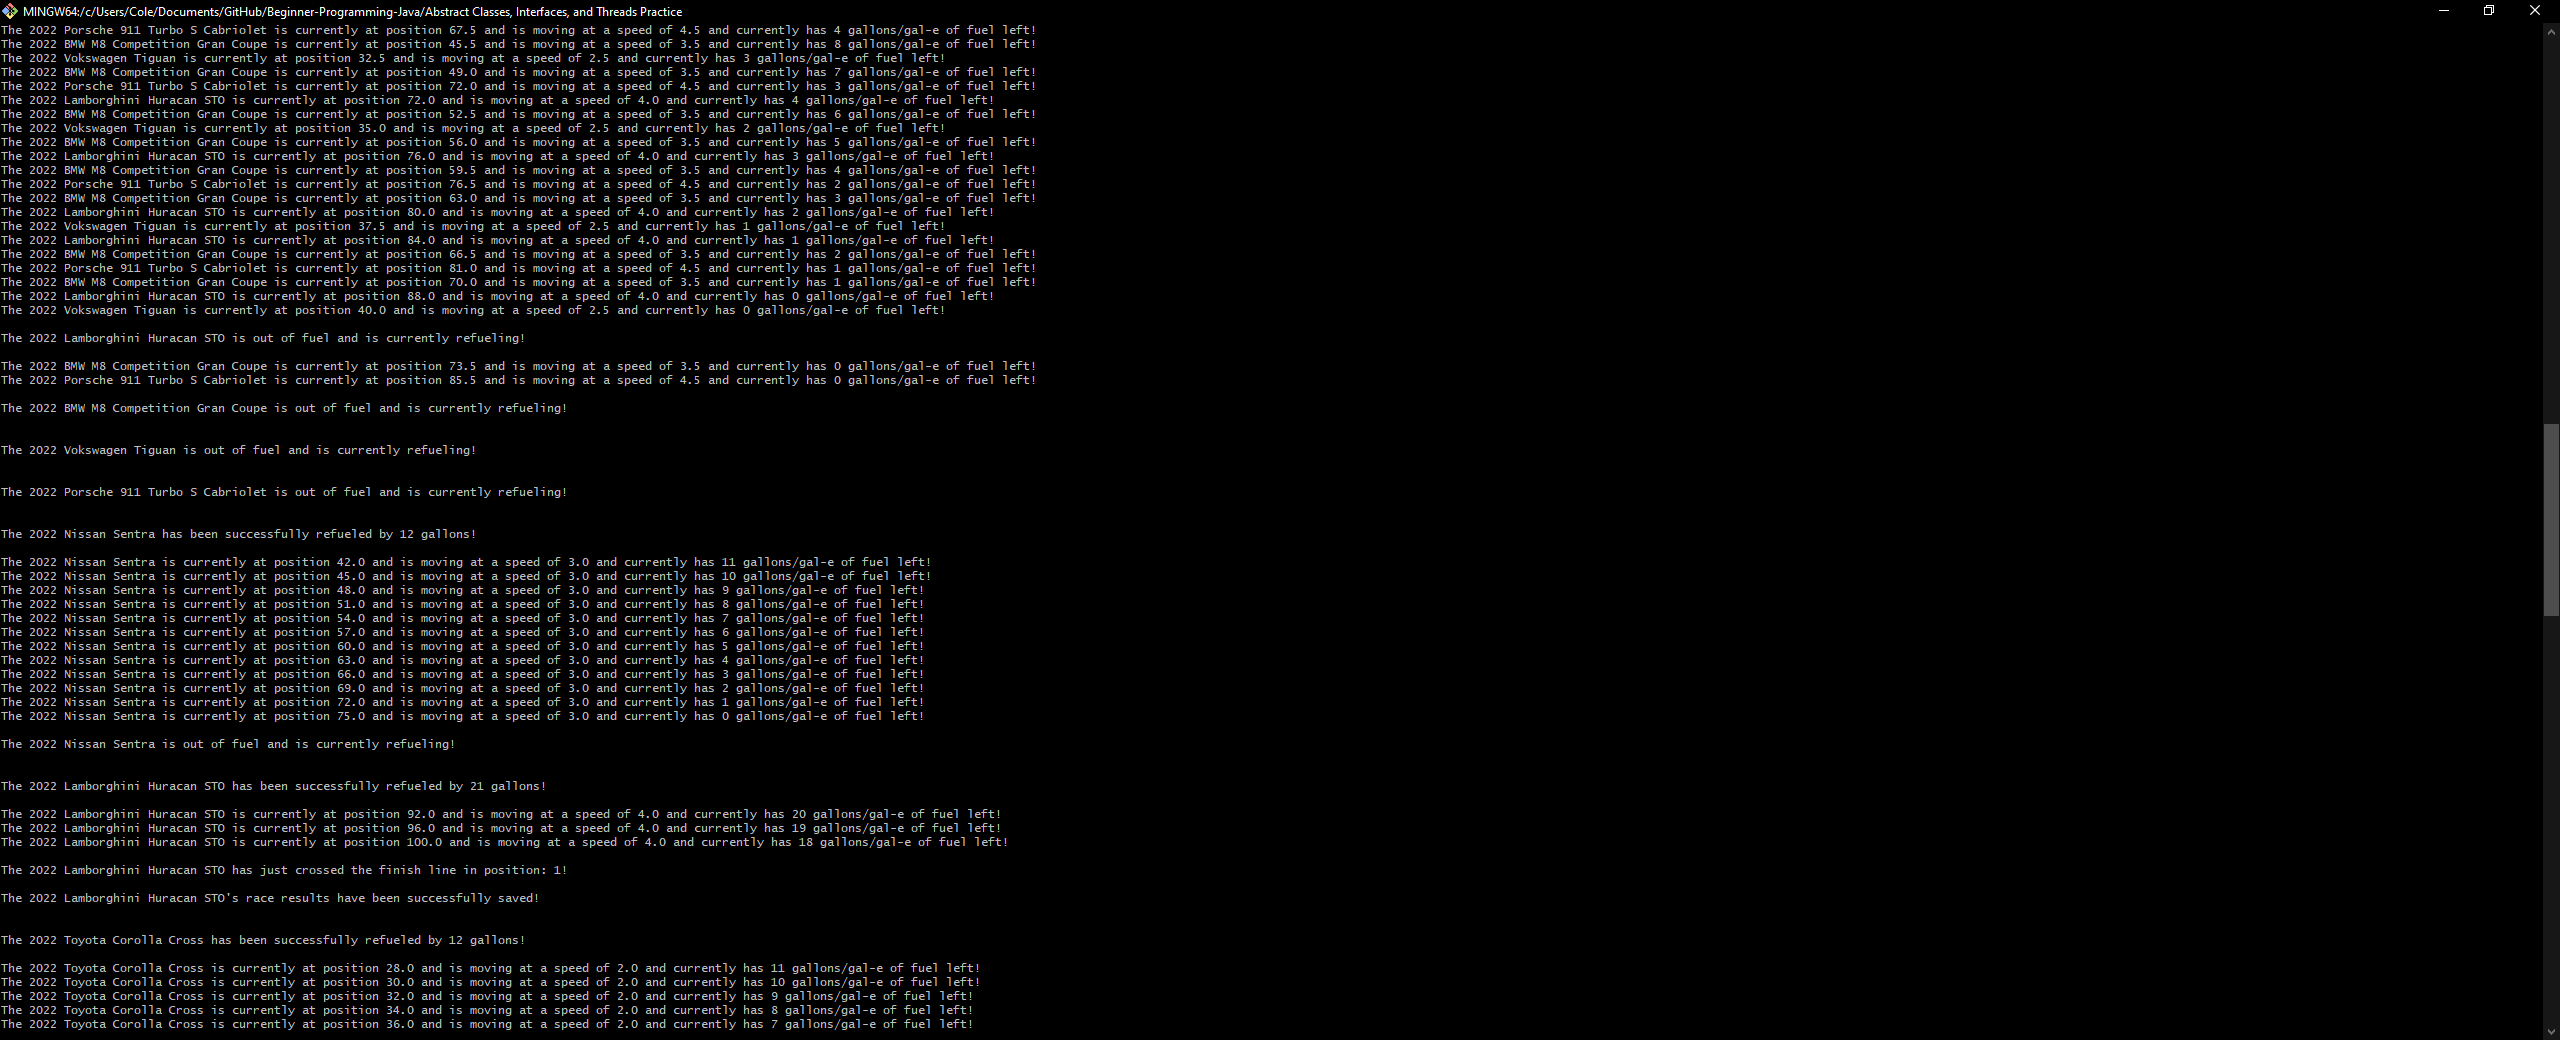 MINGW64:/c/Users/Cole/Documents/GitHub/Beginner-Programming-Java/Abstract Classes, Interfaces, and Threads Practice
The 2022 Porsche 911 Turbo S Cabriolet is currently at position 67.5 and is moving at a speed of 4.5 and currently has 4 gallons/gal-e of fuel left!
The 2022 BMW M8 Competition Gran Coupe is currently at position 45.5 and is moving at a speed of 3.5 and currently has 8 gallons/gal-e of fuel left!
The 2022 Vokswagen Tiguan is currently at position 32.5 and is moving at a speed of 2.5 and currently has 3 gallons/gal-e of fuel left!
The 2022 BMW M8 Competition Gran Coupe is currently at position 49.0 and is moving at a speed of 3.5 and currently has 7 gallons/gal-e of fuel left!
The 2022 Porsche 911 Turbo S Cabriolet is currently at position 72.0 and is moving at a speed of 4.5 and currently has 3 gallons/gal-e of fuel left!
The 2022 Lamborghini Huracan STO is currently at position 72.0 and is moving at a speed of 4.0 and currently has 4 gallons/gal-e of fuel left!
The 2022 BMW M8 Competition Gran Coupe is currently at position 52.5 and is moving at a speed of 3.5 and currently has 6 gallons/gal-e of fuel left!
The 2022 Vokswagen Tiguan is currently at position 35.0 and is moving at a speed of 2.5 and currently has 2 gallons/gal-e of fuel left!
The 2022 BMW M8 Competition Gran Coupe is currently at position 56.0 and is moving at a speed of 3.5 and currently has 5 gallons/gal-e of fuel left!
The 2022 Lamborghini Huracan STO is currently at position 76.0 and is moving at a speed of 4.0 and currently has 3 gallons/gal-e of fuel left!
The 2022 BMW M8 Competition Gran Coupe is currently at position 59.5 and is moving at a speed of 3.5 and currently has 4 gallons/gal-e of fuel left!
The 2022 Porsche 911 Turbo S Cabriolet is currently at position 76.5 and is moving at a speed of 4.5 and currently has 2 gallons/gal-e of fuel left!
The 2022 BMW M8 Competition Gran Coupe is currently at position 63.0 and is moving at a speed of 3.5 and currently has 3 gallons/gal-e of fuel left!
The 2022 Lamborghini Huracan STO is currently at position 80.0 and is moving at a speed of 4.0 and currently has 2 gallons/gal-e of fuel left!
The 2022 Vokswagen Tiguan is currently at position 37.5 and is moving at a speed of 2.5 and currently has 1 gallons/gal-e of fuel left!
The 2022 Lamborghini Huracan STO is currently at position 84.0 and is moving at a speed of 4.0 and currently has 1 gallons/gal-e of fuel left!
The 2022 BMW M8 Competition Gran Coupe is currently at position 66.5 and is moving at a speed of 3.5 and currently has 2 gallons/gal-e of fuel left!
The 2022 Porsche 911 Turbo S Cabriolet is currently at position 81.0 and is moving at a speed of 4.5 and currently has 1 gallons/gal-e of fuel left!
The 2022 BMW M8 Competition Gran Coupe is currently at position 70.0 and is moving at a speed of 3.5 and currently has 1 gallons/gal-e of fuel left!
The 2022 Lamborghini Huracan STO is currently at position 88.0 and is moving at a speed of 4.0 and currently has 0 gallons/gal-e of fuel left!
The 2022 Vokswagen Tiguan is currently at position 40.0 and is moving at a speed of 2.5 and currently has 0 gallons/gal-e of fuel left!
The 2022 Lamborghini Huracan STO is out of fuel and is currently refueling!
The 2022 BMW M8 Competition Gran Coupe is currently at position 73.5 and is moving at a speed of 3.5 and currently has 0 gallons/gal-e of fuel left!
The 2022 Porsche 911 Turbo S Cabriolet is currently at position 85.5 and is moving at a speed of 4.5 and currently has 0 gallons/gal-e of fuel left!
The 2022 BMW M8 Competition Gran Coupe is out of fuel and is currently refueling!
The 2022 Vokswagen Tiguan is out of fuel and is currently refueling!
The 2022 Porsche 911 Turbo S Cabriolet is out of fuel and is currently refueling!
The 2022 Nissan Sentra has been successfully refueled by 12 gallons!
The 2022 Nissan Sentra is currently at position 42.0 and is moving at a speed of 3.0 and currently has 11 gallons/gal-e of fuel left!
The 2022 Nissan Sentra is currently at position 45.0 and is moving at a speed of 3.0 and currently has 10 gallons/gal-e of fuel left!
The 2022 Nissan Sentra is currently at position 48.0 and is moving at a speed of 3.0 and currently has 9 gallons/gal-e of fuel left!
The 2022 Nissan Sentra is currently at position 51.0 and is moving at a speed of 3.0 and currently has 8 gallons/gal-e of fuel left!
The 2022 Nissan Sentra is currently at position 54.0 and is moving at a speed of 3.0 and currently has 7 gallons/gal-e of fuel left!
The 2022 Nissan Sentra is currently at position 57.0 and is moving at a speed of 3.0 and currently has 6 gallons/gal-e of fuel left!
The 2022 Nissan Sentra is currently at position 60.0 and is moving at a speed of 3.0 and currently has 5 gallons/gal-e of fuel left!
The 2022 Nissan Sentra is currently at position 63.0 and is moving at a speed of 3.0 and currently has 4 gallons/gal-e of fuel left!
The 2022 Nissan Sentra is currently at position 66.0 and is moving at a speed of 3.0 and currently has 3 gallons/gal-e of fuel left!
The 2022 Nissan Sentra is currently at position 69.0 and is moving at a speed of 3.0 and currently has 2 gallons/gal-e of fuel left!
The 2022 Nissan Sentra is currently at position 72.0 and is moving at a speed of 3.0 and currently has 1 gallons/gal-e of fuel left!
The 2022 Nissan Sentra is currently at position 75.0 and is moving at a speed of 3.0 and currently has 0 gallons/gal-e of fuel left!
The 2022 Nissan Sentra is out of fuel and is currently refueling!
The 2022 Lamborghini Huracan STO has been successfully refueled by 21 gallons!
The 2022 Lamborghini Huracan STO is currently at position 92.0 and is moving at a speed of 4.0 and currently has 20 gallons/gal-e of fuel left!
The 2022 Lamborghini Huracan STO is currently at position 96.0 and is moving at a speed of 4.0 and currently has 19 gallons/gal-e of fuel left!
The 2022 Lamborghini Huracan STO is currently at position 100.0 and is moving at a speed of 4.0 and currently has 18 gallons/gal-e of fuel left!
The 2022 Lamborghini Huracan STO has just crossed the finish line in position: 1!
The 2022 Lamborghini Huracan STO's race results have been successfully saved!
The 2022 Toyota Corolla Cross has been successfully refueled by 12 gallons!
The 2022 Toyota Corolla Cross is currently at position 28.0 and is moving at a speed of 2.0 and currently has 11 gallons/gal-e of fuel left!
The 2022 Toyota Corolla Cross is currently at position 30.0 and is moving at a speed of 2.0 and currently has 10 gallons/gal-e of fuel left!
The 2022 Toyota Corolla Cross is currently at position 32.0 and is moving at a speed of 2.0 and currently has 9 gallons/gal-e of fuel left!
The 2022 Toyota Corolla Cross is currently at position 34.0 and is moving at a speed of 2.0 and currently has 8 gallons/gal-e of fuel left!
The 2022 Toyota Corolla Cross is currently at position 36.0 and is moving at a speed of 2.0 and currently has 7 gallons/gal-e of fuel left!